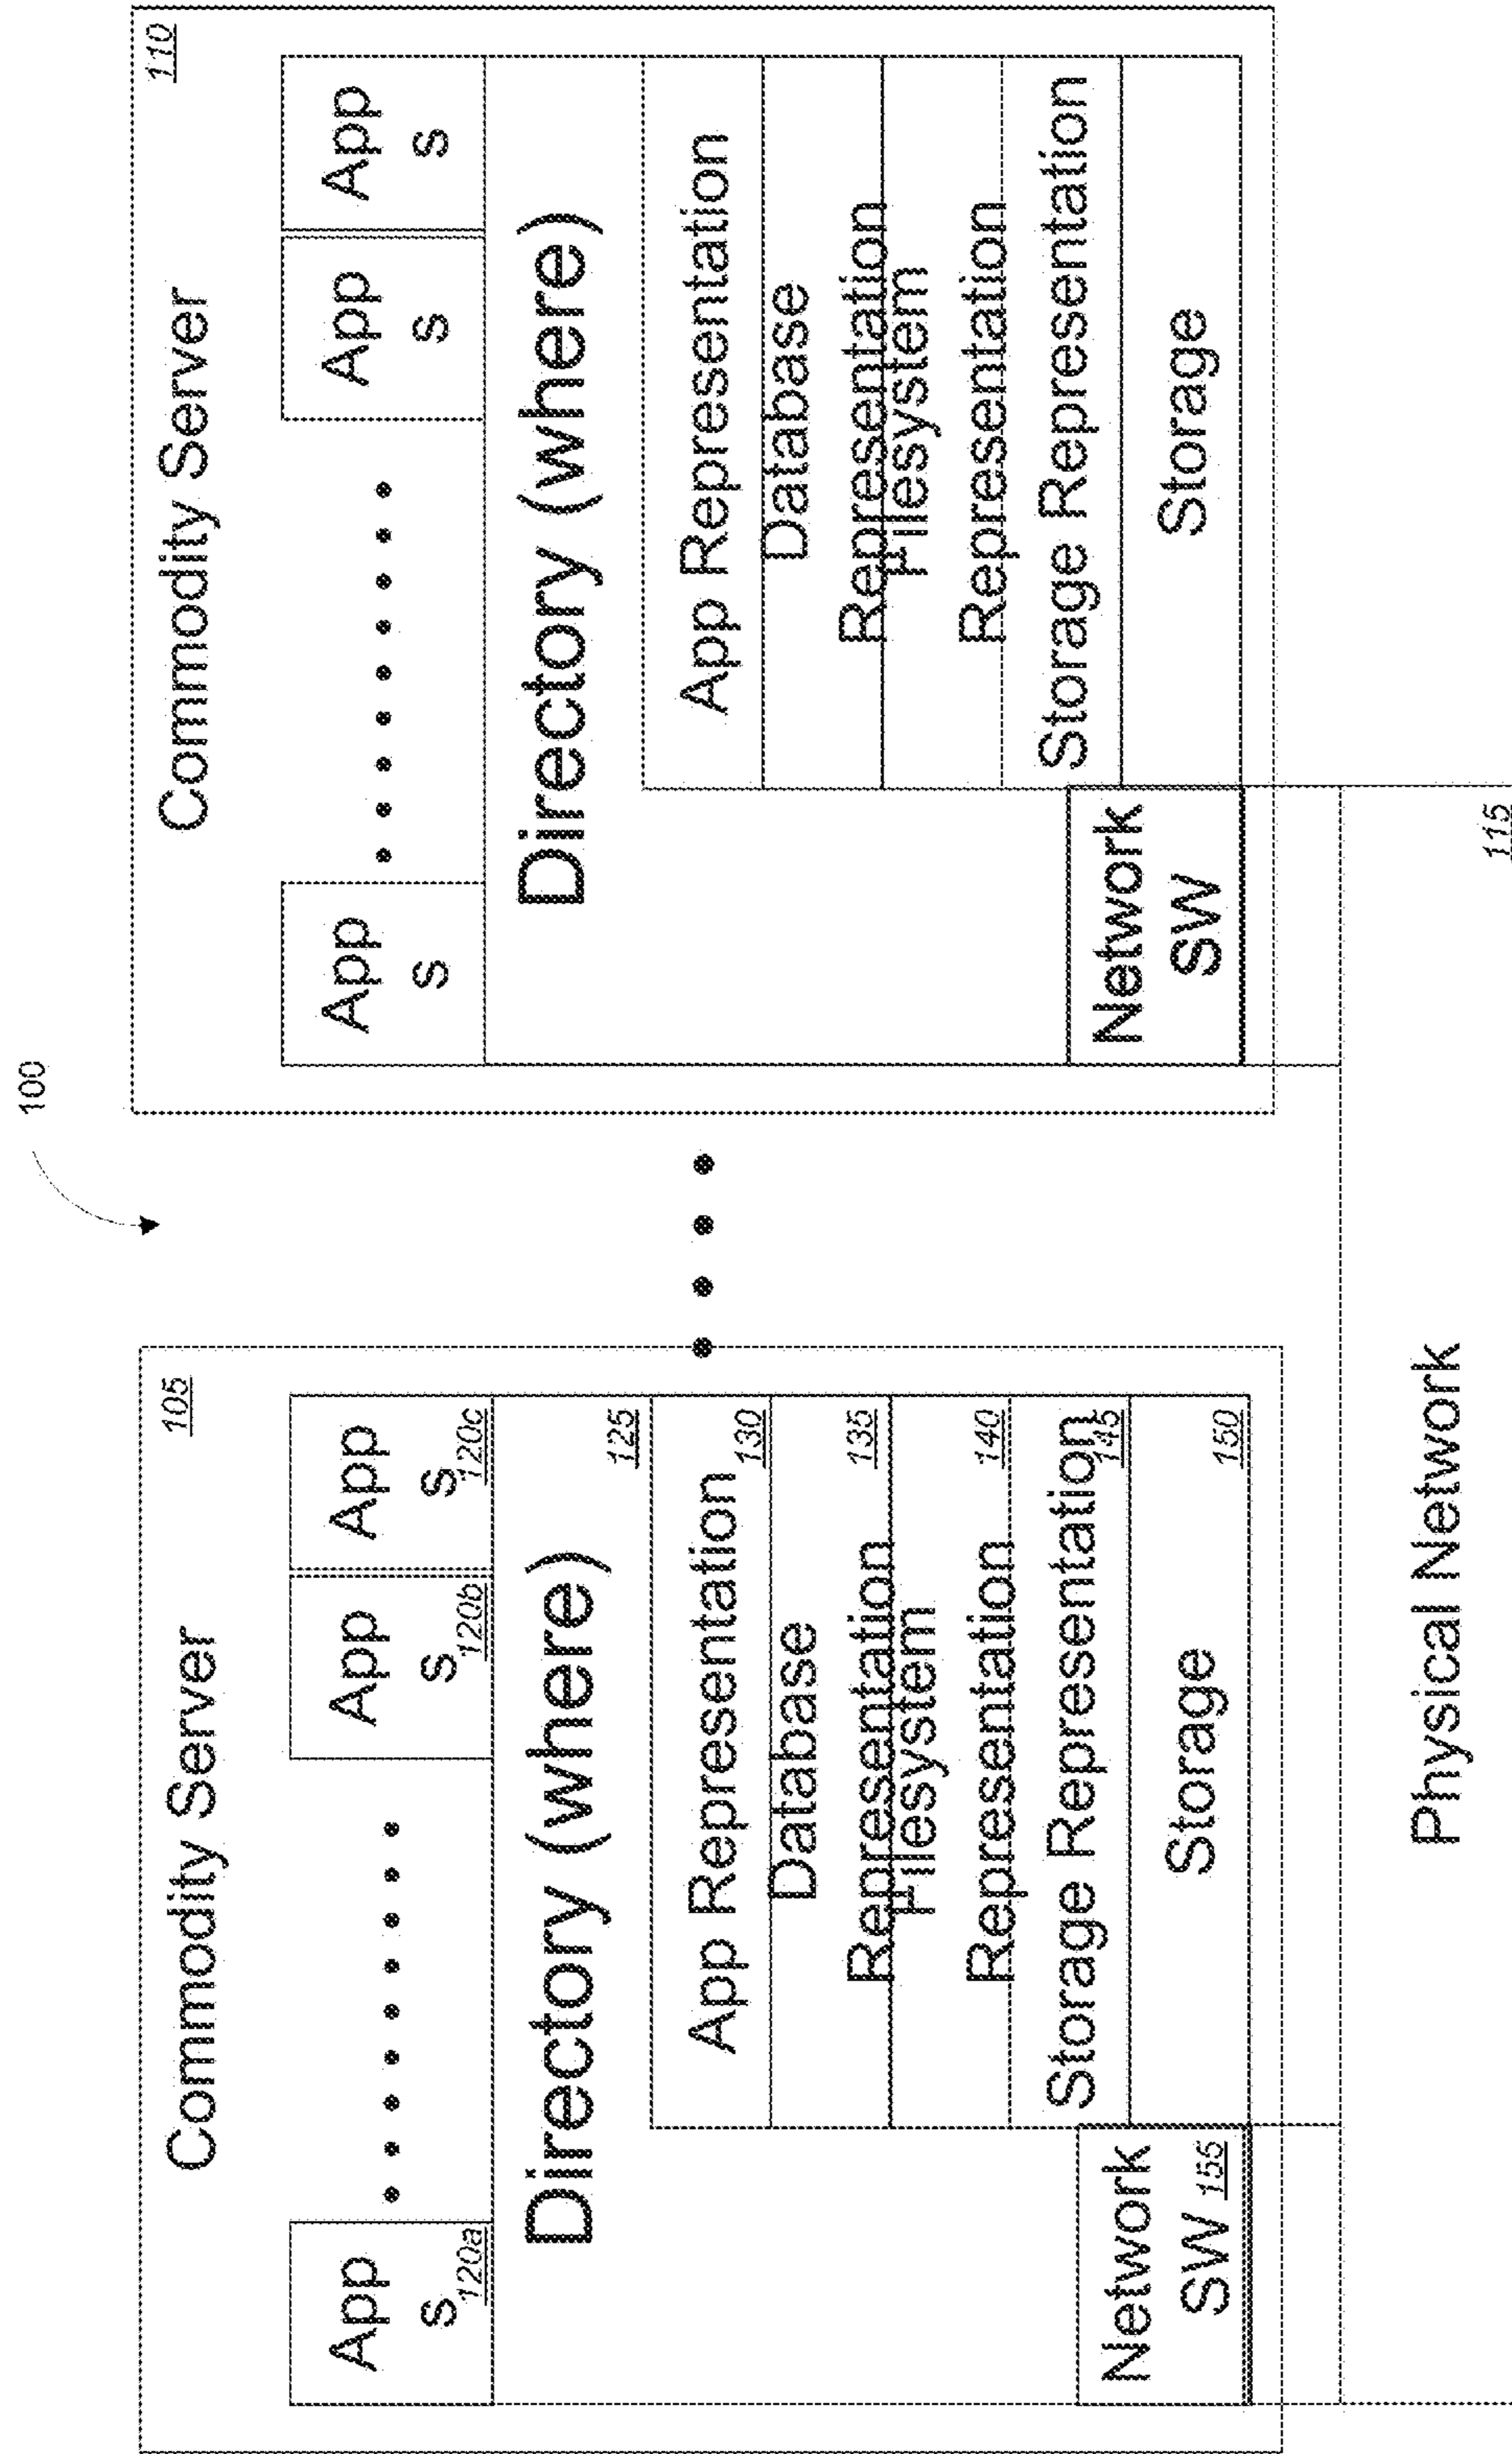 100
Commodity Server
105
App
s
120a
App
s
120b
App
s
120c
Directory (where)
125
App Representation
130
Database
Representation
135
Filesystem
Representation
140
Storage Representation
145
Storage
150
Network
SW 155
Commodity Server
110
App
s
App
s
App
s
Directory (where)
App Representation
Database
Representation
Filesystem
Representation
Storage Representation
Storage
Network
SW
Physical Network
115